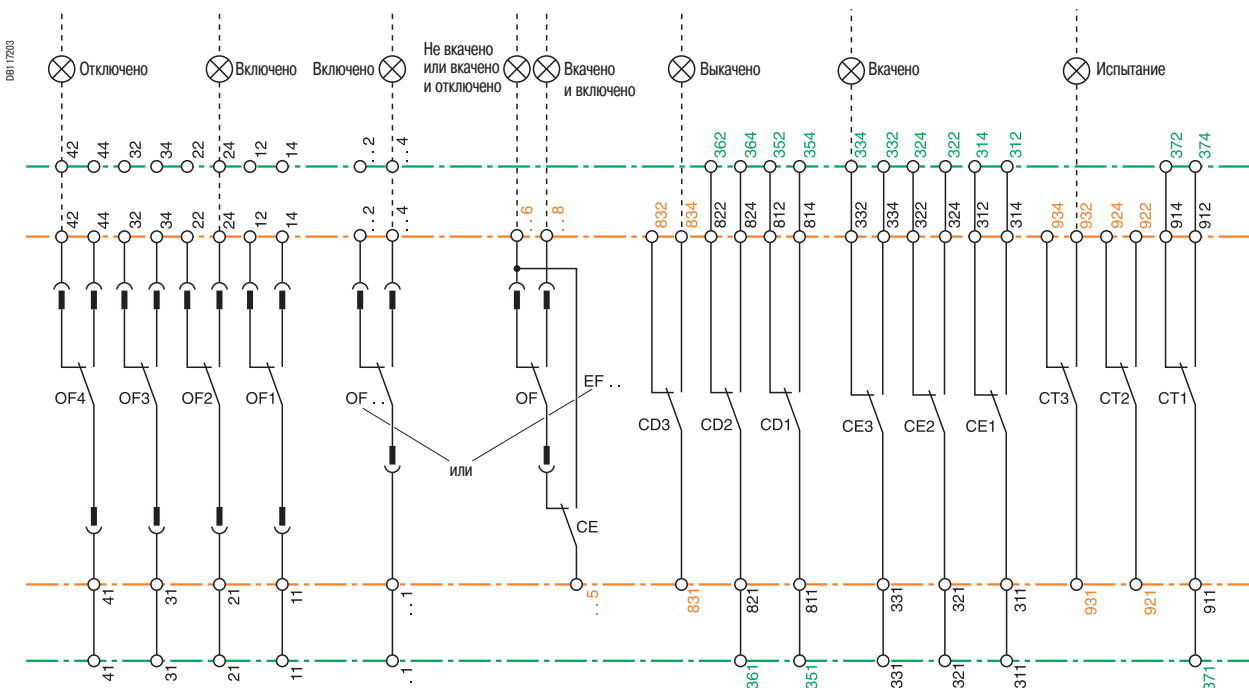 DB117203
Отключено
Включено
Включено
Не вкачено
или вкачено
и отключено
Вкачено
и включено
Выкачено
Вкачено
Испытание
42 44 32 34 22 24 12 14 . . 2 . . 4 362 364 352 354 334 332 324 322 314 312 372 374
42 44 32 34 22 24 12 14 . . 2 . . 4 . . 6 . . 8 832 834 822 824 812 814 332 334 322 324 312 314 934 932 924 922 914 912
OF4 OF3 OF2 OF1 OF . . OF EF . . CD3 CD2 CD1 CE3 CE2 CE1 CT3 CT2 CT1
или
CE
41 31 21 11 . . 1 . . 5 831 821 811 331 321 311 931 921 911
41 31 21 11 . . 1 361 351 331 321 311 371